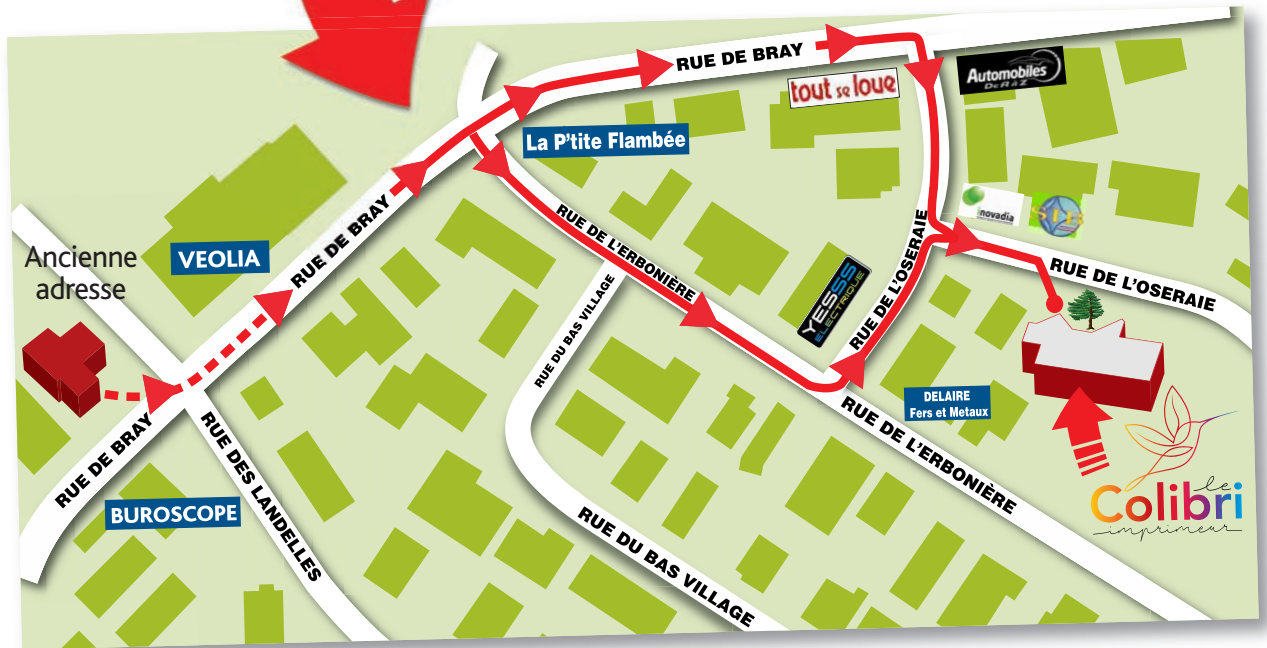 RUE DE BRAY
Automobiles
De A à Z
tout se loue
La P'tite Flambée
inovadia
RUE DE BRAY
RUE DE L'ERBONIÈRE
Ancienne
adresse
VEOLIA
RUE DE L'OSERAIE
RUE DE L'OSERAIE
YESSS
ELECTRIQUE
RUE DU BAS VILLAGE
DELAIRE
Fers et Metaux
RUE DE BRAY
RUE DES LANDELLES
RUE DE L'ERBONIÈRE
BUROSCOPE
le
Colibri
imprimeur
RUE DU BAS VILLAGE